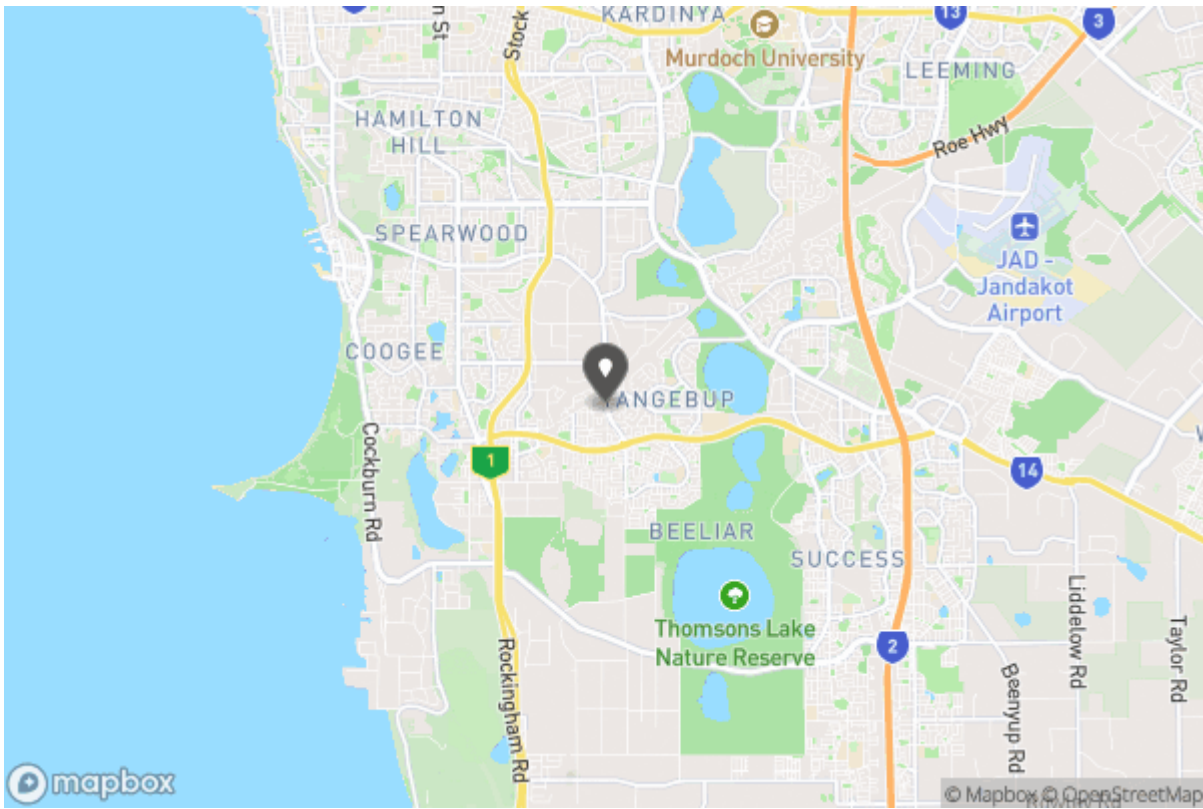 KARDINYA
13
3
Murdoch University
m St
Stock
LEEMING
HAMILTON
HILL
Roe Hwy
SPEARWOOD
JAD -
Jandakot
Airport
COOGEE
YANGEBUP
Cockburn Rd
1
14
BEELIAR
SUCCESS
Thomsons Lake
Nature Reserve
2
Rockingham Rd
Beenyup Rd
Liddelow Rd
Taylor Rd
mapbox
© Mapbox © OpenStreetMap